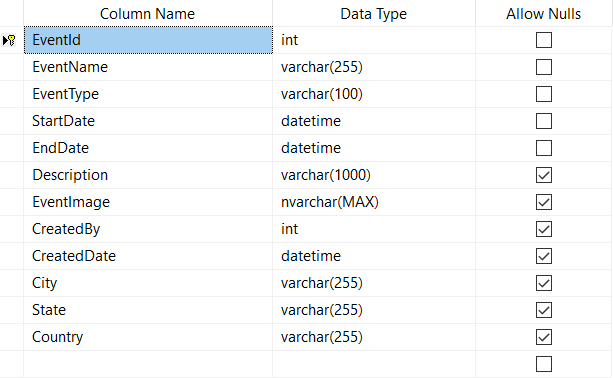 Column Name Data Type Allow Nulls
EventId int
EventName varchar(255)
EventType varchar(100)
StartDate datetime
EndDate datetime
Description varchar(1000)
EventImage nvarchar(MAX)
CreatedBy int
CreatedDate datetime
City varchar(255)
State varchar(255)
Country varchar(255)